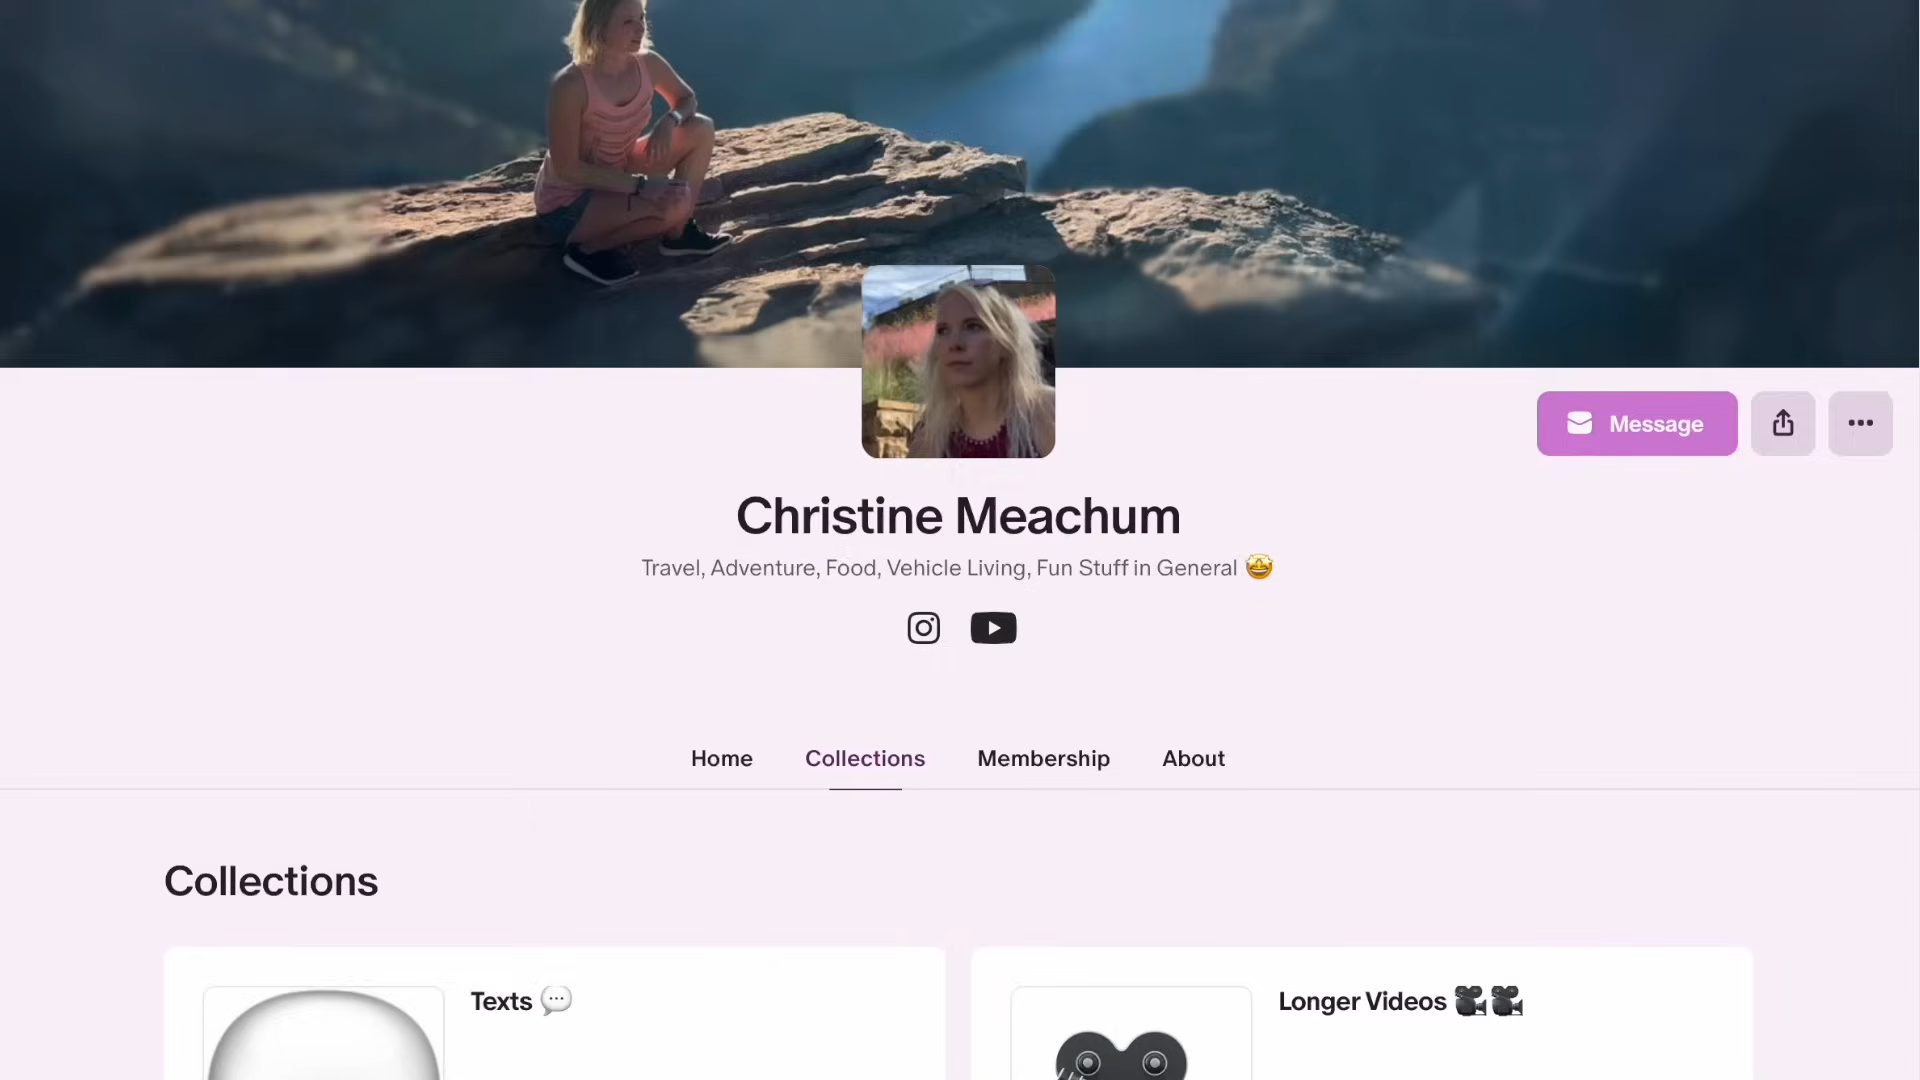 Message
Christine Meachum
Travel, Adventure, Food, Vehicle Living, Fun Stuff in General 🤩
Home
Collections
Membership
About
Collections
Texts 💬
Longer Videos 🎥🎥